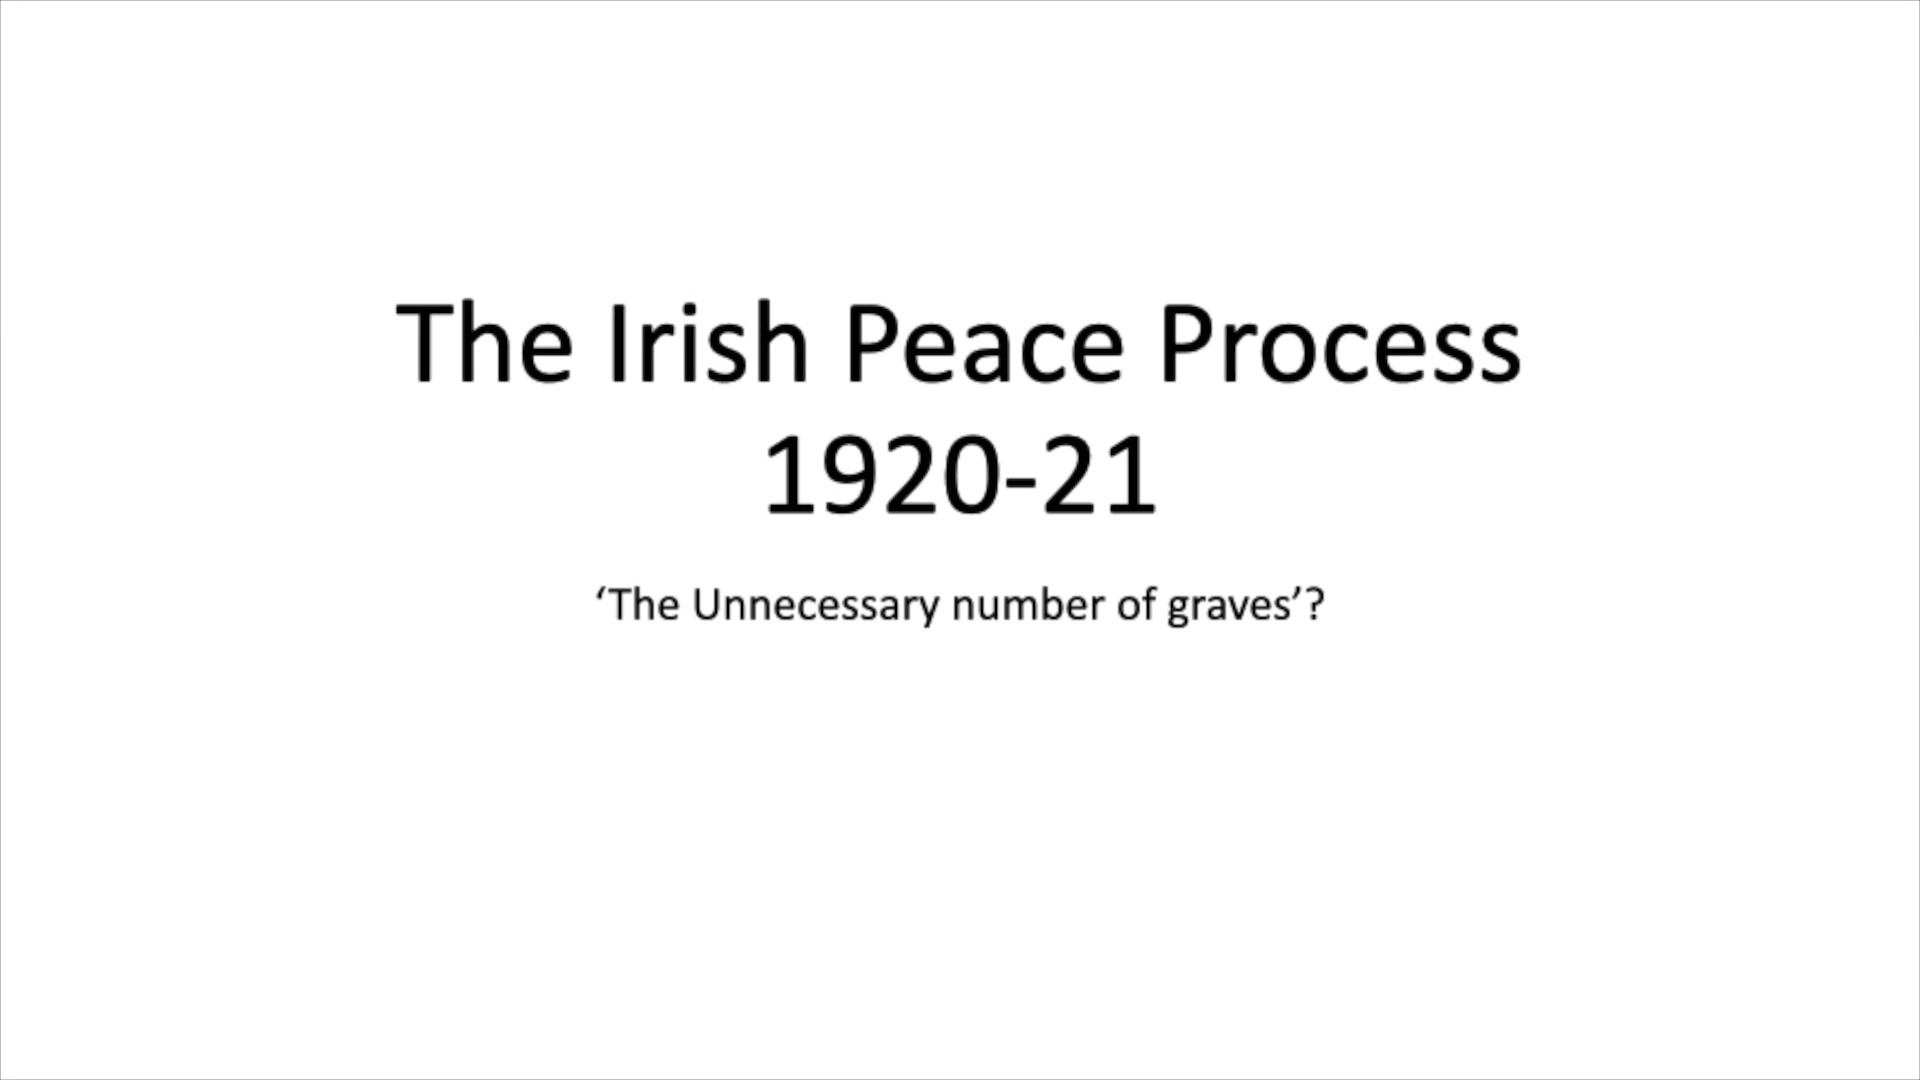 The Irish Peace Process
1920-21
‘The Unnecessary number of graves’?